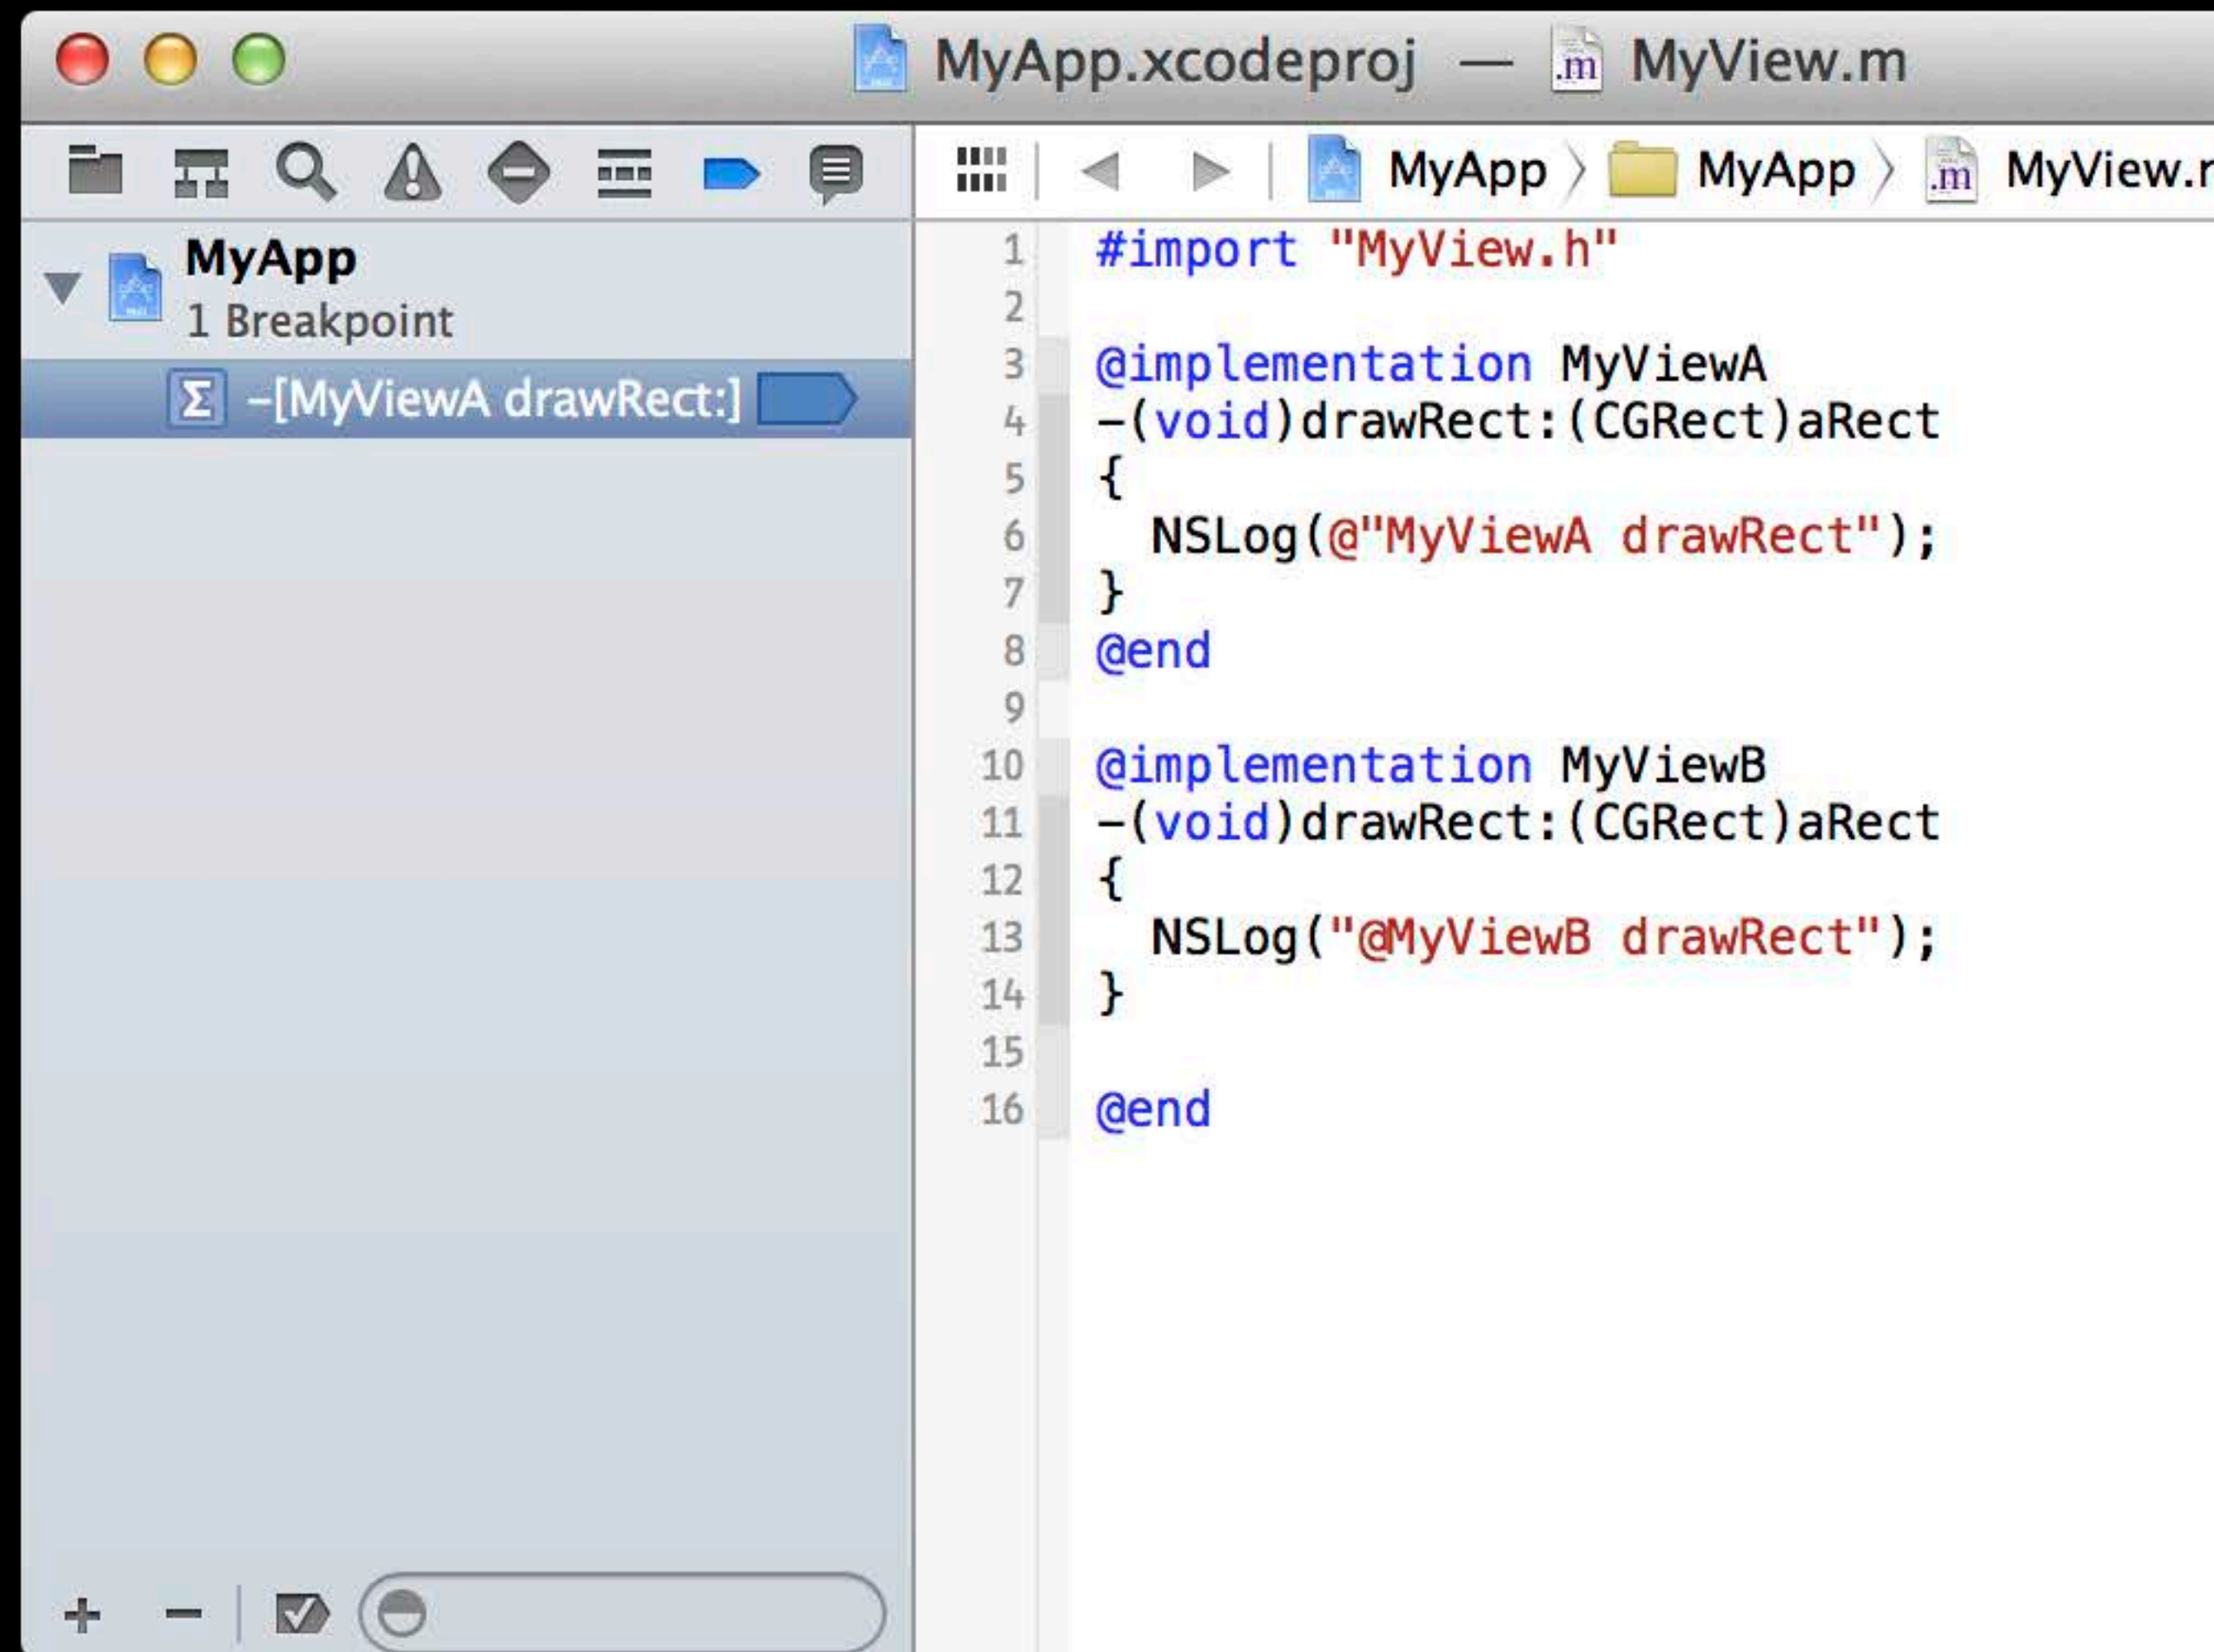 MyApp.xcodeproj — MyView.m
MyApp
1 Breakpoint
Σ -[MyViewA drawRect:]
MyApp 〉 MyApp 〉 .m MyView.
1 #import "MyView.h"
2
3 @implementation MyViewA
4 -(void)drawRect:(CGRect)aRect
5 {
6   NSLog(@"MyViewA drawRect");
7 }
8 @end
9
10 @implementation MyViewB
11 -(void)drawRect:(CGRect)aRect
12 {
13   NSLog("@MyViewB drawRect");
14 }
15
16 @end